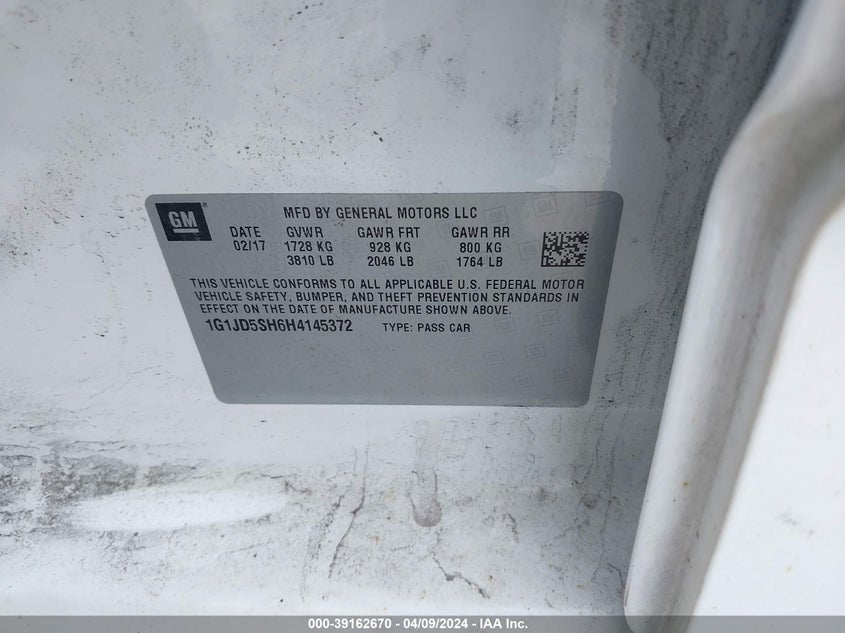 GM®
MFD BY GENERAL MOTORS LLC
DATE GVWR GAWR FRT GAWR RR
02/17 1728 KG 928 KG 800 KG
3810 LB 2046 LB 1764 LB
THIS VEHICLE CONFORMS TO ALL APPLICABLE U.S. FEDERAL MOTOR
VEHICLE SAFETY, BUMPER, AND THEFT PREVENTION STANDARDS IN
EFFECT ON THE DATE OF MANUFACTURE SHOWN ABOVE.
1G1JD5SH6H4145372 TYPE: PASS CAR
000-39162670 - 04/09/2024 - IAA Inc.